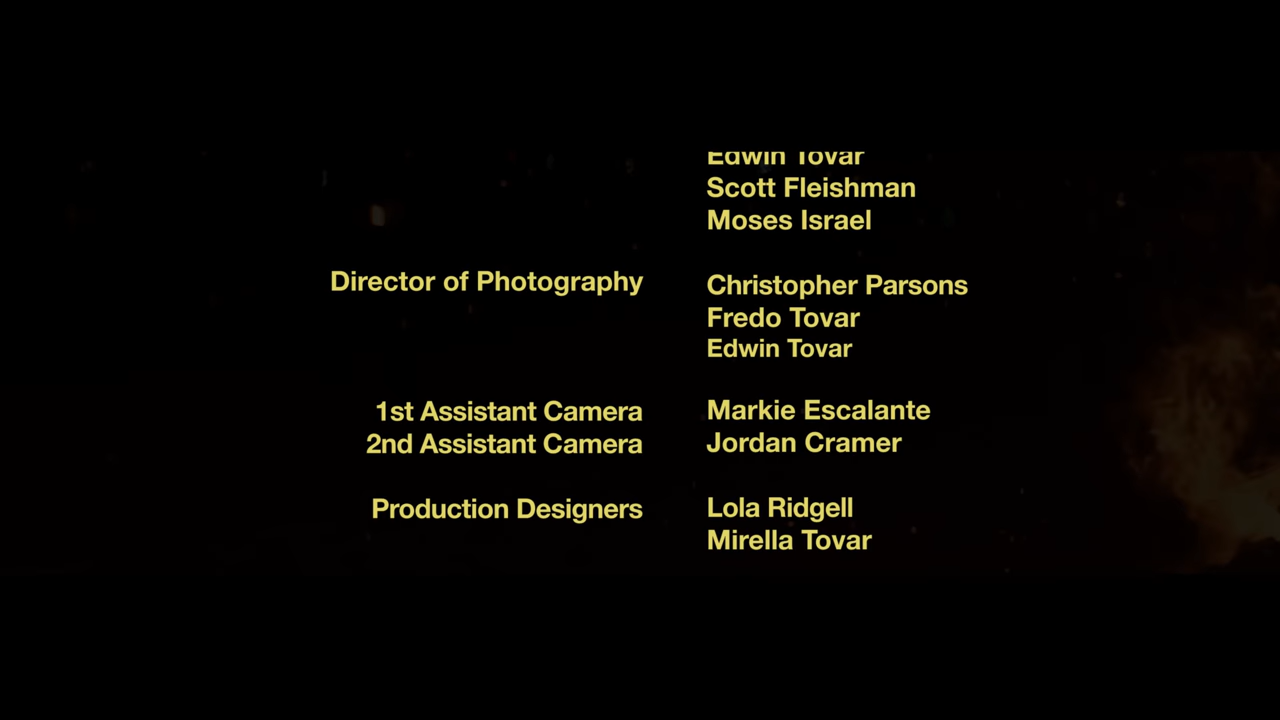 Edwin Tovar
Scott Fleishman
Moses Israel
Director of Photography Christopher Parsons
Fredo Tovar
Edwin Tovar
1st Assistant Camera Markie Escalante
2nd Assistant Camera Jordan Cramer
Production Designers Lola Ridgell
Mirella Tovar